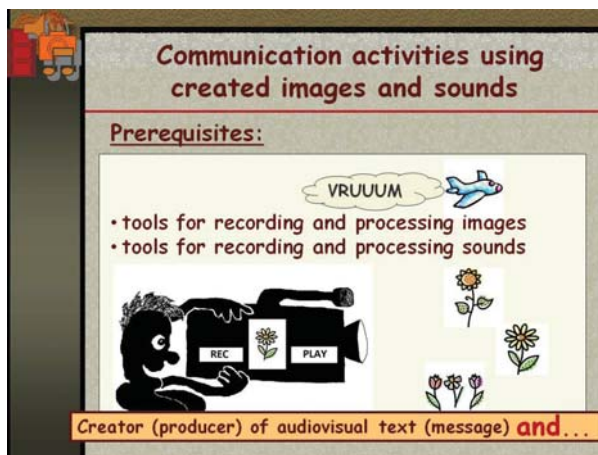 Communication activities using
created images and sounds
Prerequisites:
VRUUUM
• tools for recording and processing images
• tools for recording and processing sounds
REC PLAY
Creator (producer) of audiovisual text (message) and...